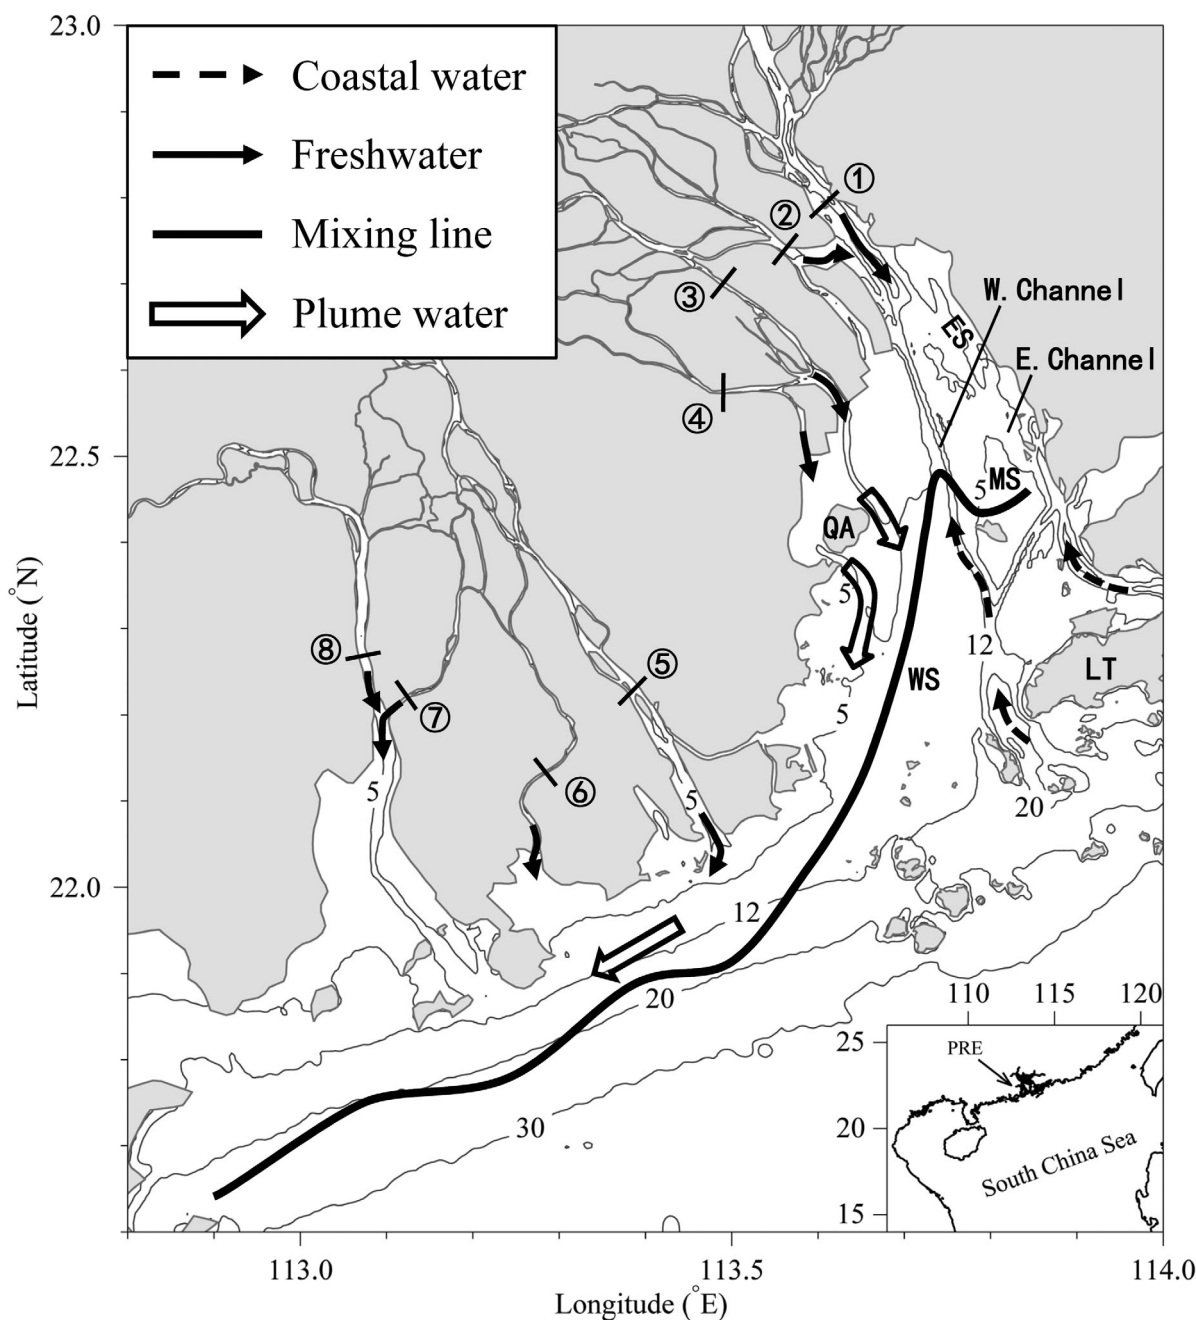 23.0
Coastal water
Freshwater
Mixing line
Plume water
①
②
③
W. Channel
ES
E. Channel
④
22.5
5
MS
QA
5
12
⑧
⑤
WS
LT
5
⑦
⑥
5
5
20
22.0
12
20
30
113.0
113.5
114.0
Latitude (°N)
Longitude (°E)
110
115
120
25
PRE
20
South China Sea
15